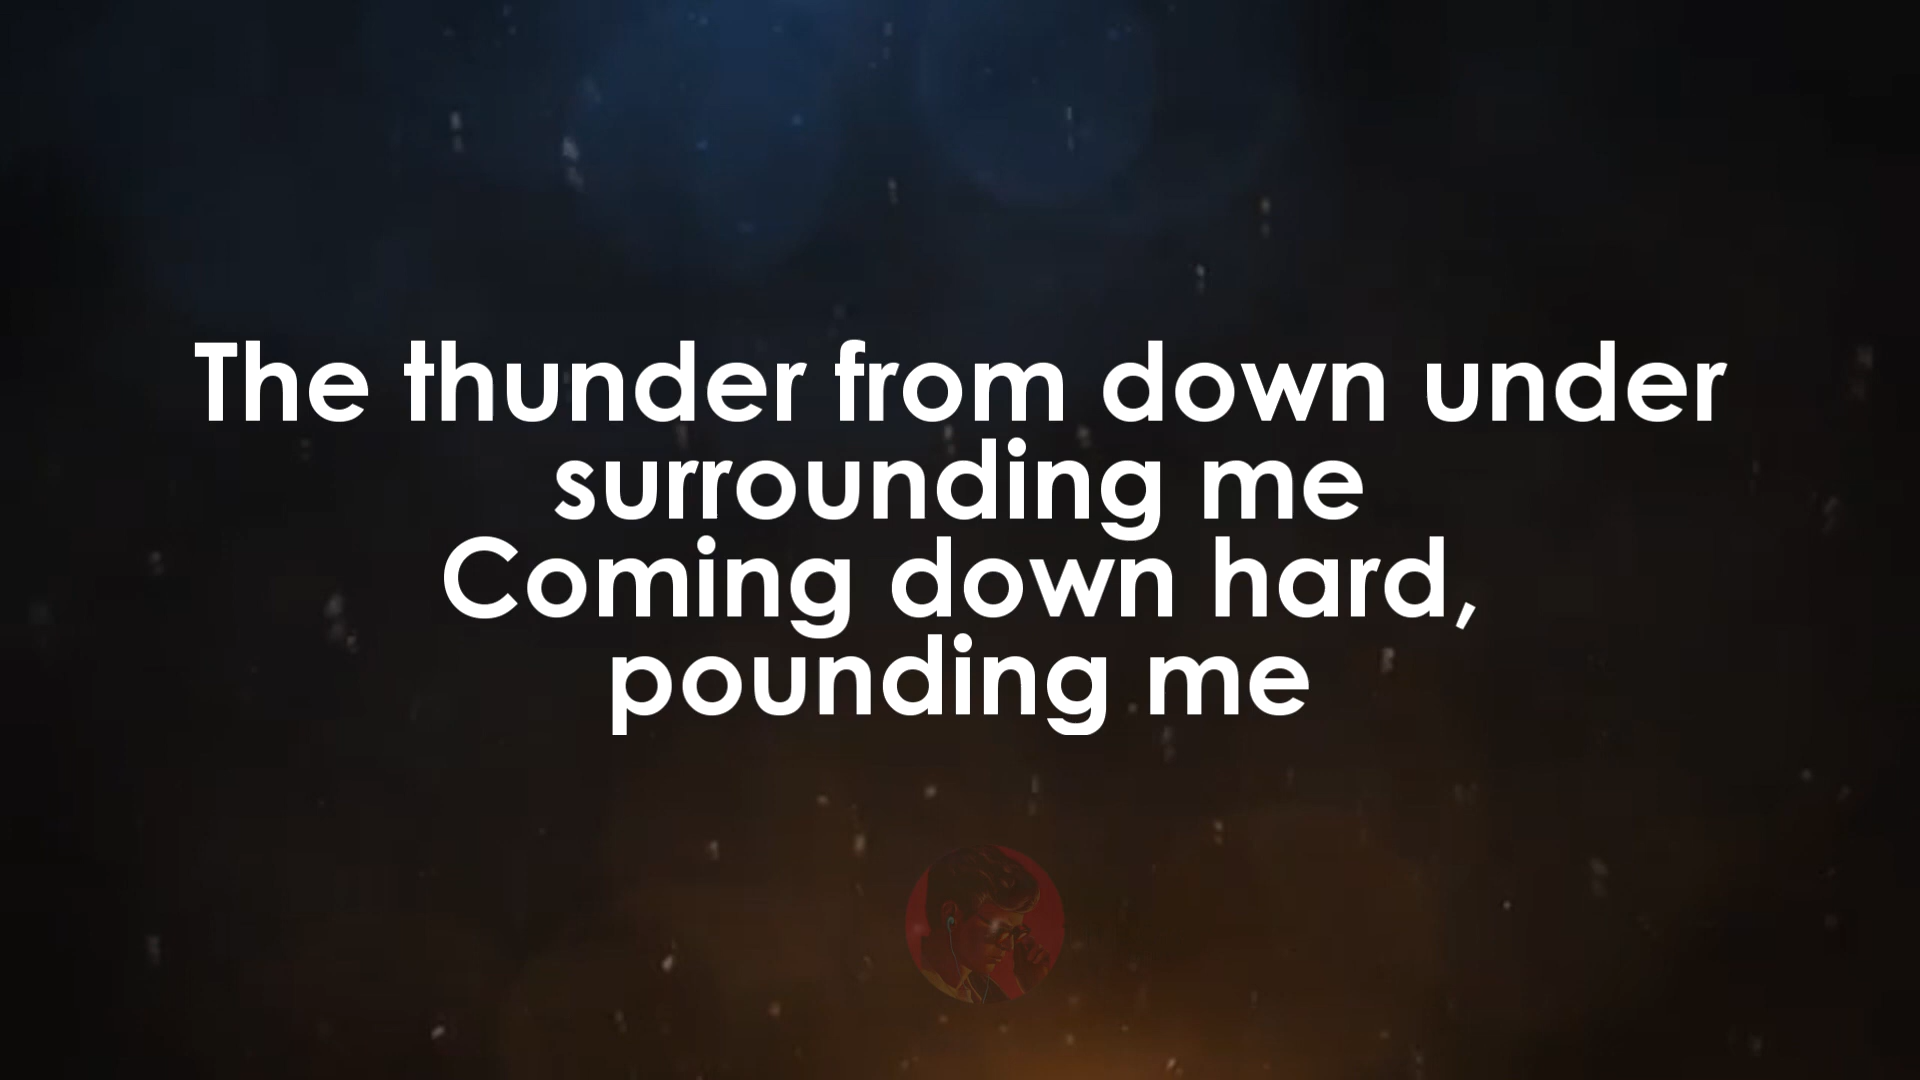 The thunder from down under
surrounding me
Coming down hard,
pounding me